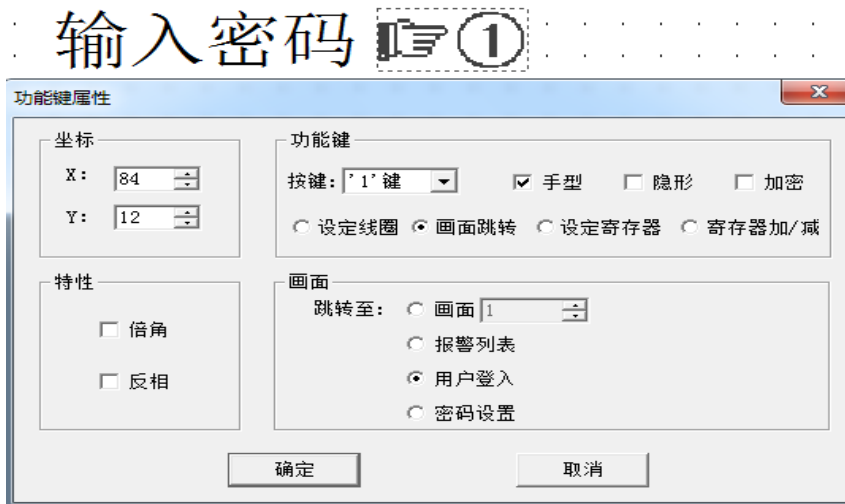 输入密码 ☞①
功能键属性
坐标
X: 84
Y: 12
功能键
按键: '1'键 手型 隐形 加密
设定线圈 画面跳转 设定寄存器 寄存器加/减
特性
倍角
反相
画面
跳转至: 画面 1
报警列表
用户登入
密码设置
确定 取消